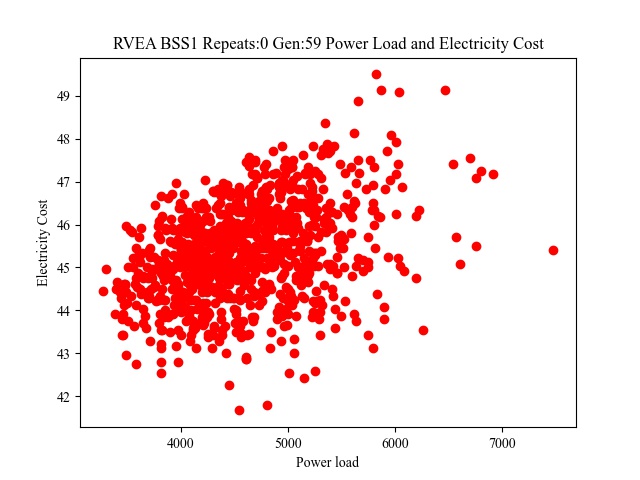 RVEA BSS1 Repeats:0 Gen:59 Power Load and Electricity Cost
49
48
47
46
45
44
43
42
Electricity Cost
4000 5000 6000 7000
Power load